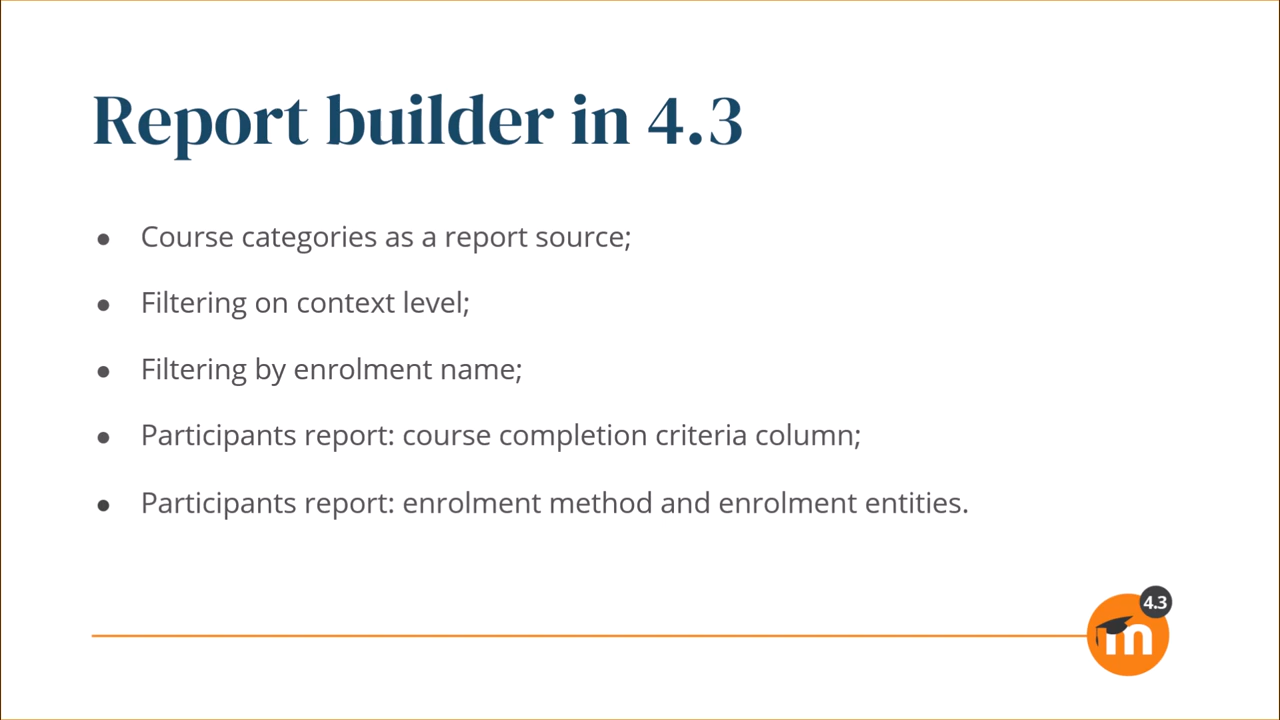 Report builder in 4.3
● Course categories as a report source;
● Filtering on context level;
● Filtering by enrolment name;
● Participants report: course completion criteria column;
● Participants report: enrolment method and enrolment entities.
4.3
m